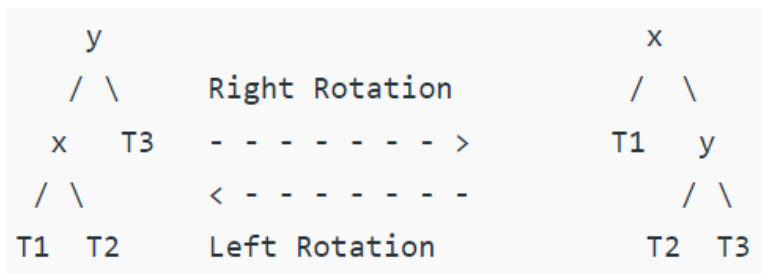 y x
/ \ Right Rotation / \
x T3 - - - - - - - > T1 y
/ \ < - - - - - - - / \
T1 T2 Left Rotation T2 T3